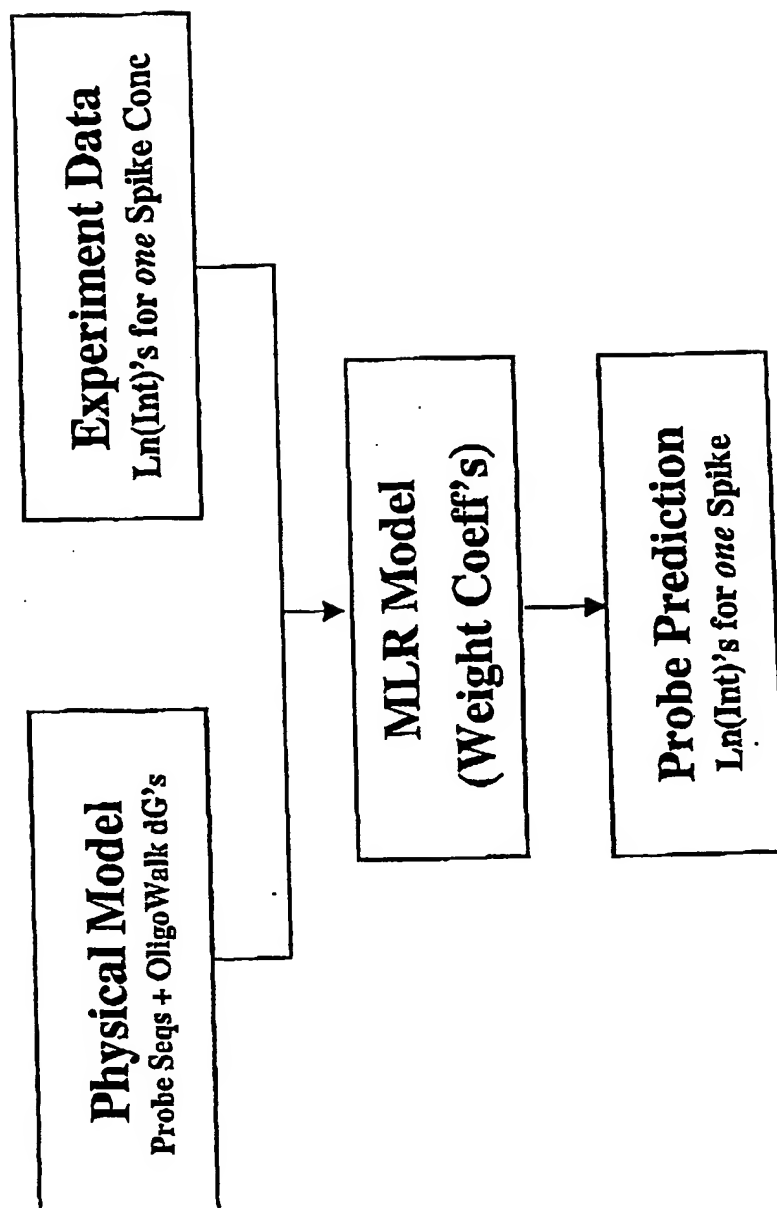 Physical Model
Probe Seqs + OligoWalk dG's
Experiment Data
Ln(Int)'s for one Spike Conc
MLR Model
(Weight Coeff's)
Probe Prediction
Ln(Int)'s for one Spike